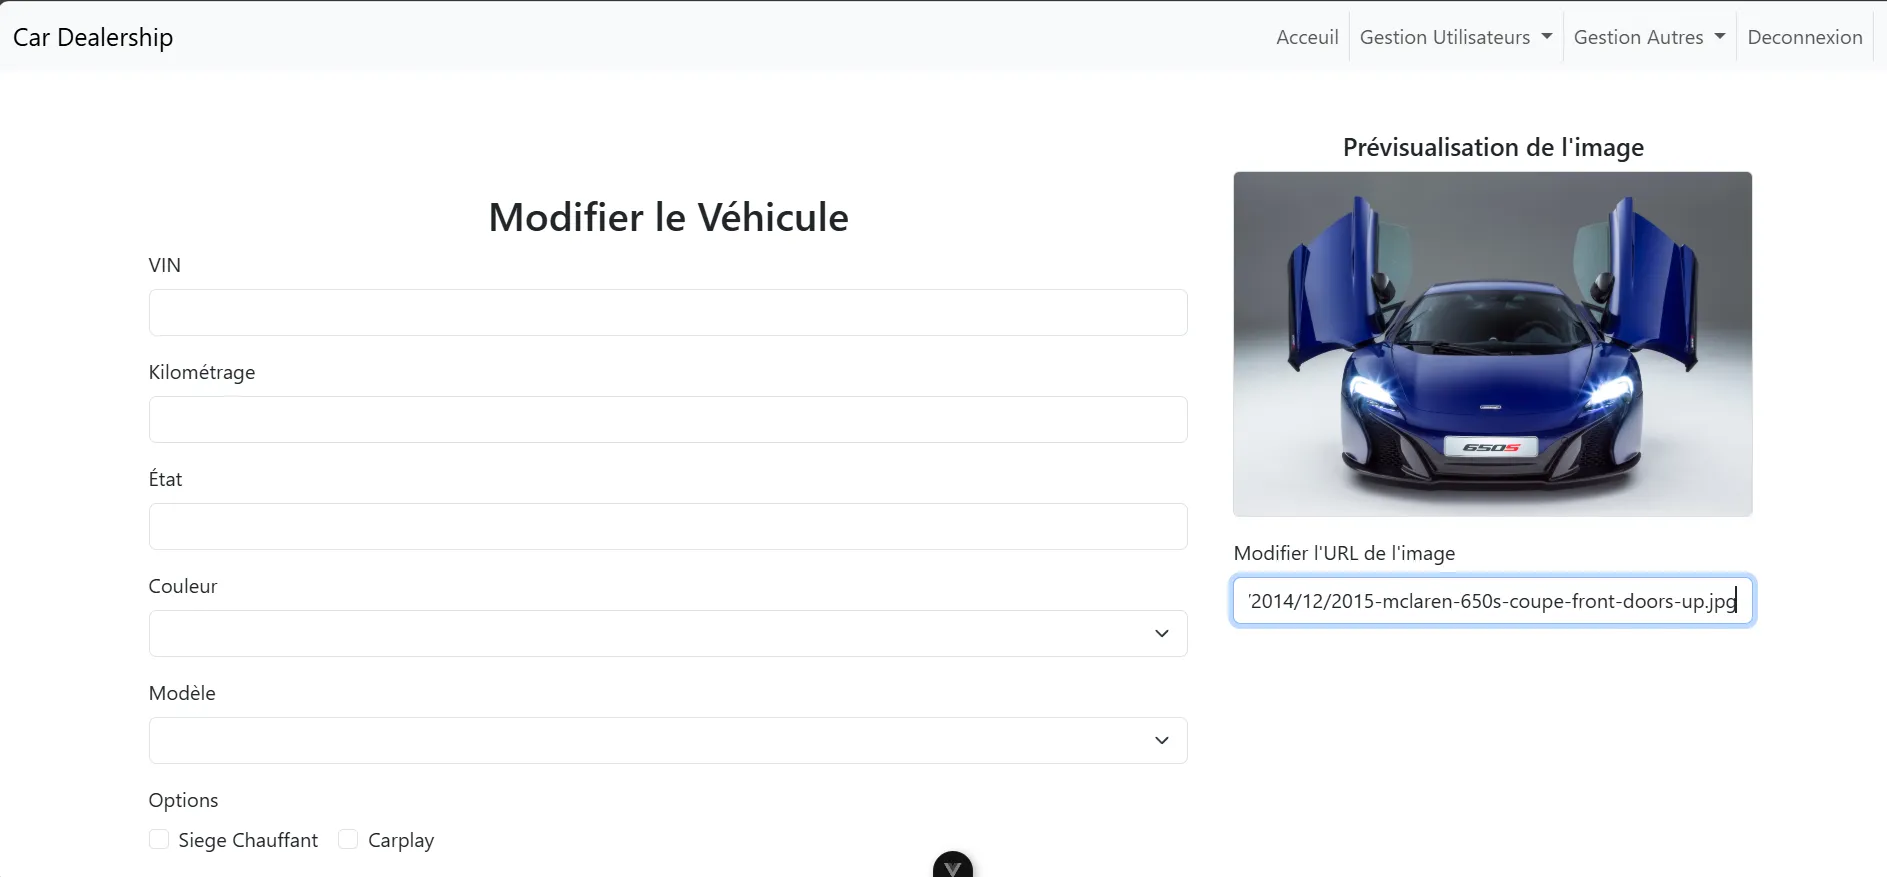 Car Dealership
Acceuil
Gestion Utilisateurs
Gestion Autres
Deconnexion
Modifier le Véhicule
VIN
Kilométrage
État
Couleur
Modèle
Options
Siege Chauffant
Carplay
Prévisualisation de l'image
650S
Modifier l'URL de l'image
/2014/12/2015-mclaren-650s-coupe-front-doors-up.jpg